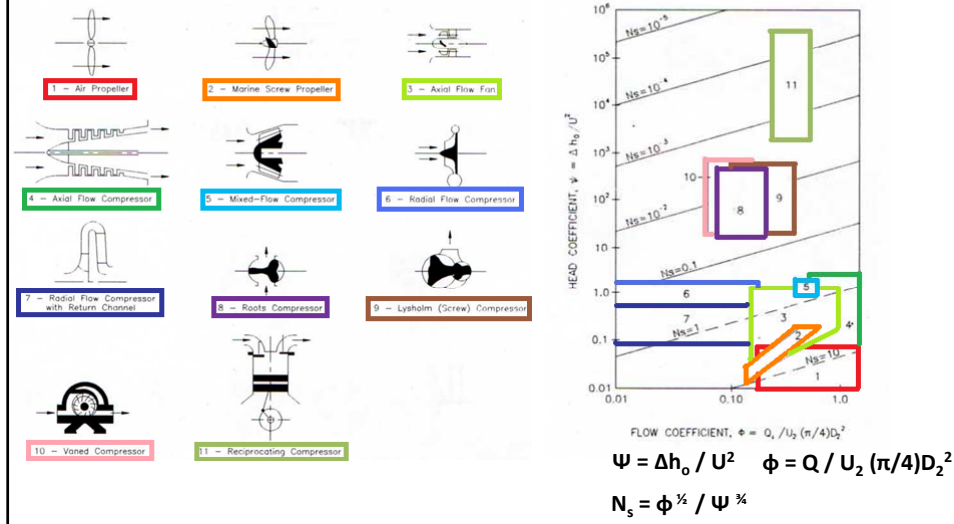 1 - Air Propeller
2 - Marine Screw Propeller
3 - Axial Flow Fan
4 - Axial Flow Compressor
5 - Mixed-Flow Compressor
6 - Radial Flow Compressor
7 - Radial Flow Compressor
with Return Channel
8 - Roots Compressor
9 - Lysholm (Screw) Compressor
10 - Vaned Compressor
11 - Reciprocating Compressor
HEAD COEFFICIENT, ψ = Δ h₀/U²
10⁶
10⁵
10⁴
10³
10²
10
1.0
0.1
0.01
Ns=10⁻⁵
Ns=10⁻⁴
Ns=10⁻³
Ns=10⁻²
Ns=0.1
Ns=1
Ns=10
11
10
8
9
6
5
7
3
4
2
1
0.01
0.10
1.0
FLOW COEFFICIENT, Φ = Q, /U₂ (π/4)D₂²
Ψ = Δhₒ / U² ϕ = Q / U₂ (π/4)D₂²
Nₛ = ϕ ½ / Ψ ¾